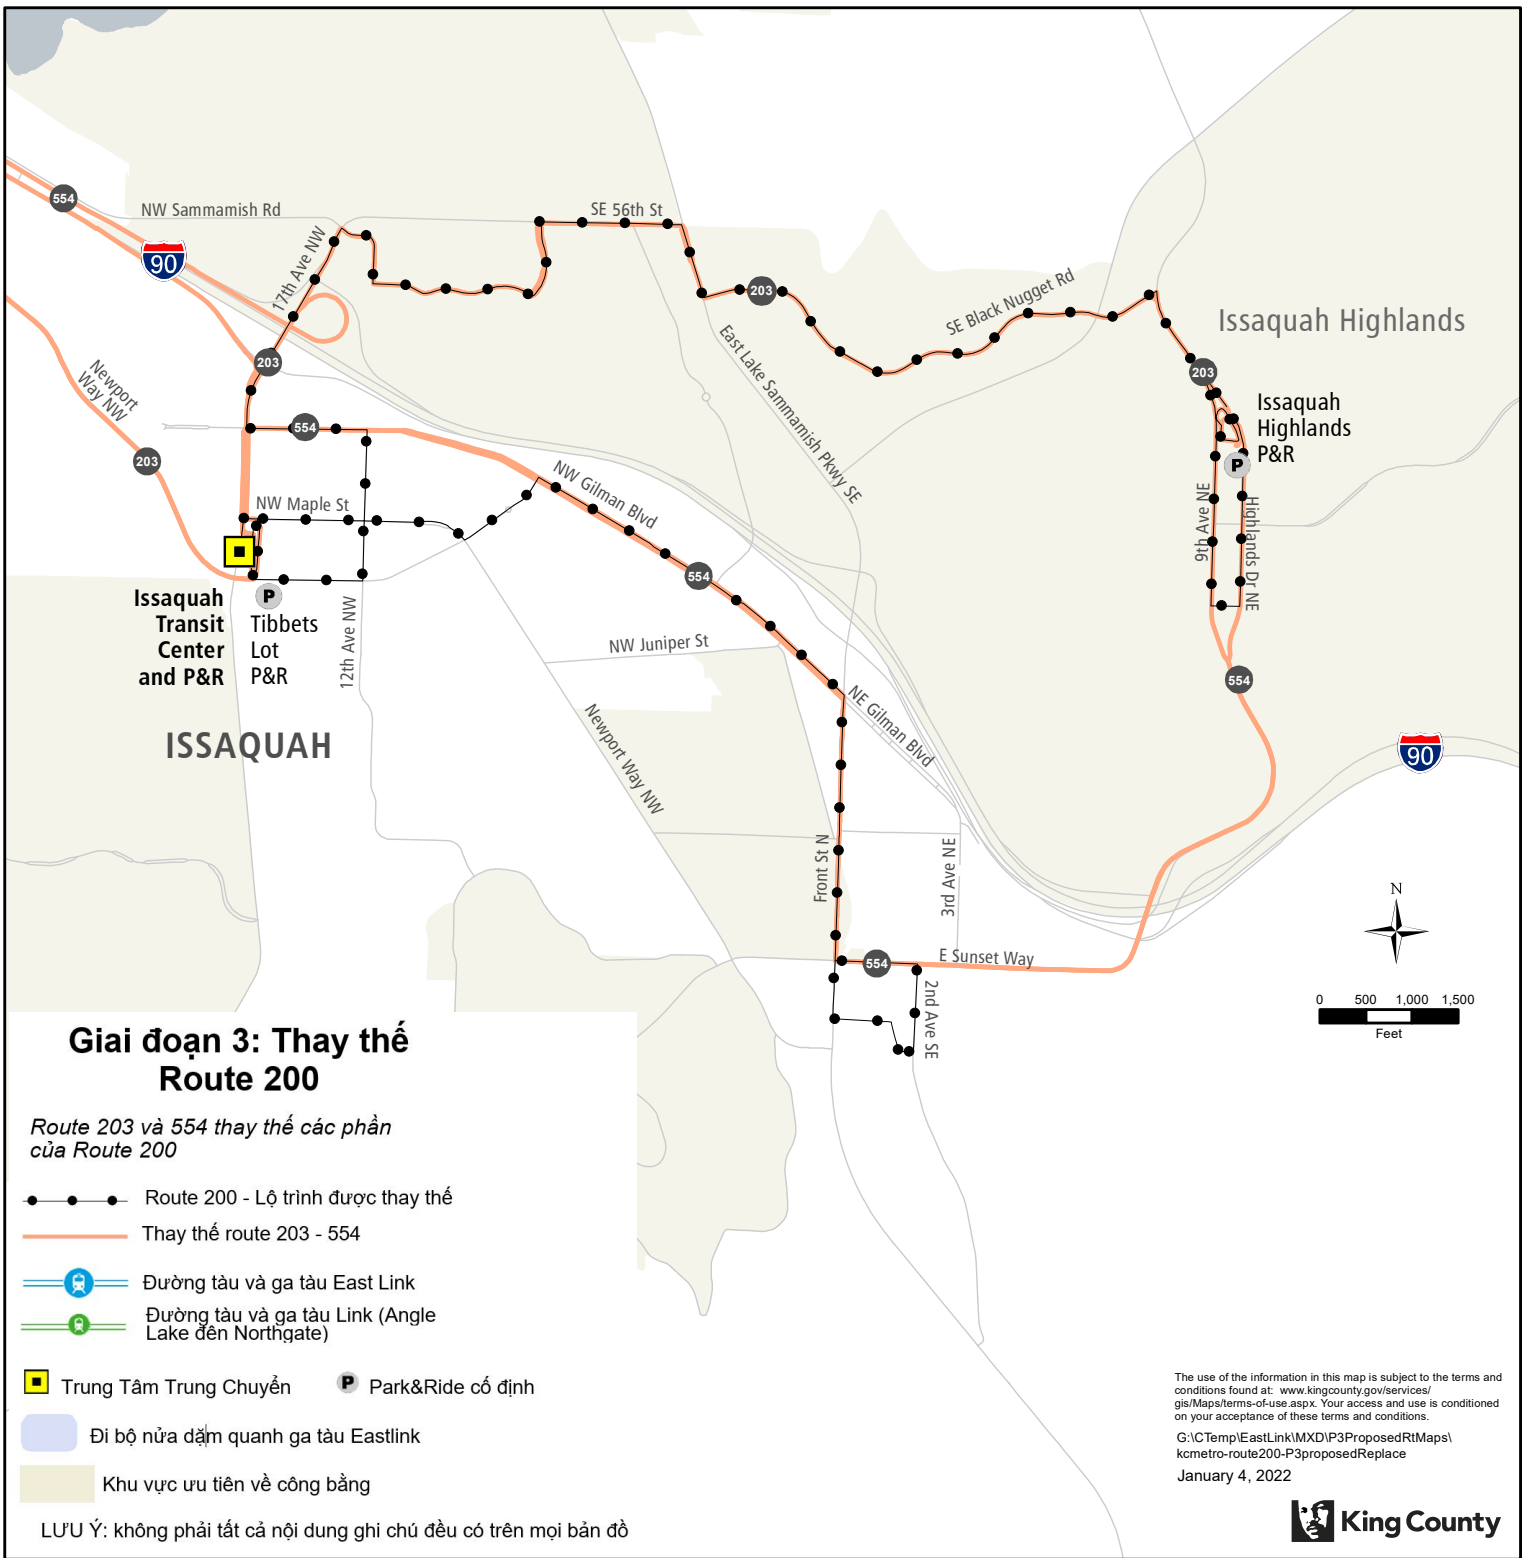 554
NW Sammamish Rd
SE 56th St
90
17th Ave NW
203
SE Black Nugget Rd
Issaquah Highlands
East Lake Sammamish Pkwy SE
203
Newport
Way NW
203
203
Issaquah
Highlands
P&R
P
554
203
NW Gilman Blvd
NW Maple St
9th Ave NE
Highlands Dr NE
554
Issaquah
Transit
Center
and P&R
P
Tibbets
Lot
P&R
12th Ave NW
NW Juniper St
554
NE Gilman Blvd
ISSAQUAH
Newport Way NW
90
Front St N
3rd Ave NE
N
554
E Sunset Way
2nd Ave SE
0 500 1,000 1,500
Feet
Giai đoạn 3: Thay thế
Route 200
Route 203 và 554 thay thế các phần
của Route 200
Route 200 - Lộ trình được thay thế
Thay thế route 203 - 554
Đường tàu và ga tàu East Link
Đường tàu và ga tàu Link (Angle
Lake đến Northgate)
Trung Tâm Trung Chuyển
P Park&Ride cố định
Đi bộ nửa dặm quanh ga tàu Eastlink
Khu vực ưu tiên về công bằng
LƯU Ý: không phải tất cả nội dung ghi chú đều có trên mọi bản đồ
The use of the information in this map is subject to the terms and
conditions found at: www.kingcounty.gov/services/
gis/Maps/terms-of-use.aspx. Your access and use is conditioned
on your acceptance of these terms and conditions.
G:\CTemp\EastLink\MXD\P3ProposedRtMaps\
kcmetro-route200-P3proposedReplace
January 4, 2022
King County